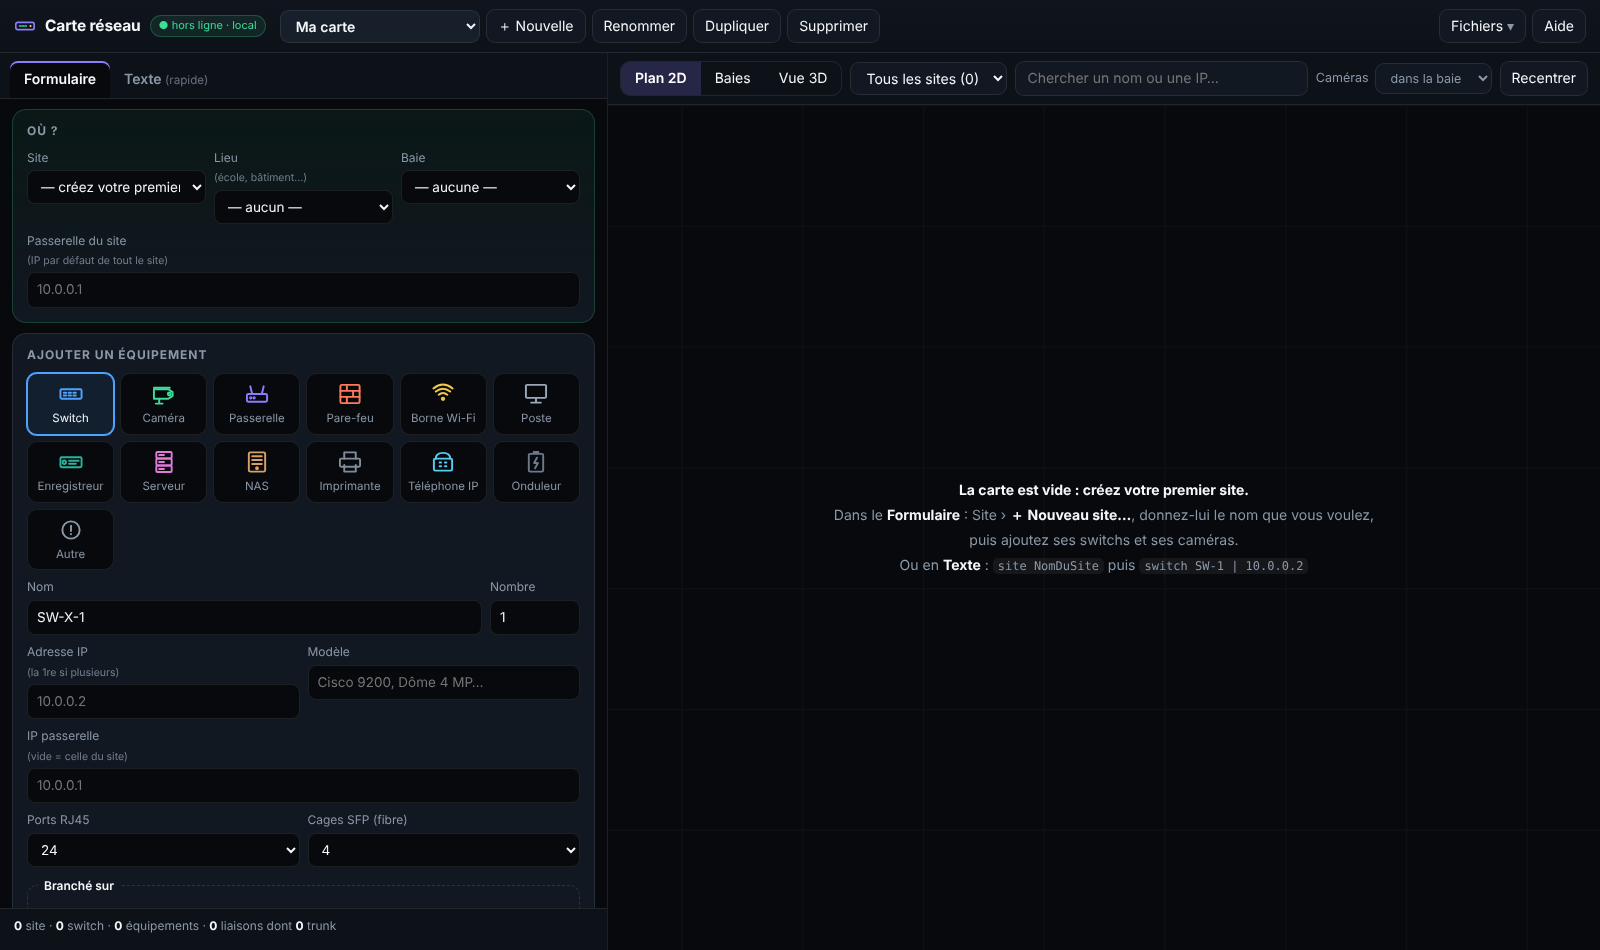 Carte réseau
hors ligne · local
Ma carte
+ Nouvelle
Renommer
Dupliquer
Supprimer
Fichiers ▾
Aide
Formulaire
Texte (rapide)
Plan 2D
Baies
Vue 3D
Tous les sites (0)
Chercher un nom ou une IP...
Caméras
dans la baie
Recentrer
OÙ ?
Site
Lieu
Baie
(école, bâtiment...)
— créez votre premier
— aucun —
— aucune —
Passerelle du site
(IP par défaut de tout le site)
10.0.0.1
AJOUTER UN ÉQUIPEMENT
Switch
Caméra
Passerelle
Pare-feu
Borne Wi-Fi
Poste
Enregistreur
Serveur
NAS
Imprimante
Téléphone IP
Onduleur
Autre
Nom
Nombre
SW-X-1
1
Adresse IP
Modèle
(la 1re si plusieurs)
10.0.0.2
Cisco 9200, Dôme 4 MP...
IP passerelle
(vide = celle du site)
10.0.0.1
Ports RJ45
Cages SFP (fibre)
24
4
Branché sur
0 site · 0 switch · 0 équipements · 0 liaisons dont 0 trunk
La carte est vide : créez votre premier site.
Dans le Formulaire : Site › + Nouveau site..., donnez-lui le nom que vous voulez,
puis ajoutez ses switchs et ses caméras.
Ou en Texte : site NomDuSite puis switch SW-1 | 10.0.0.2